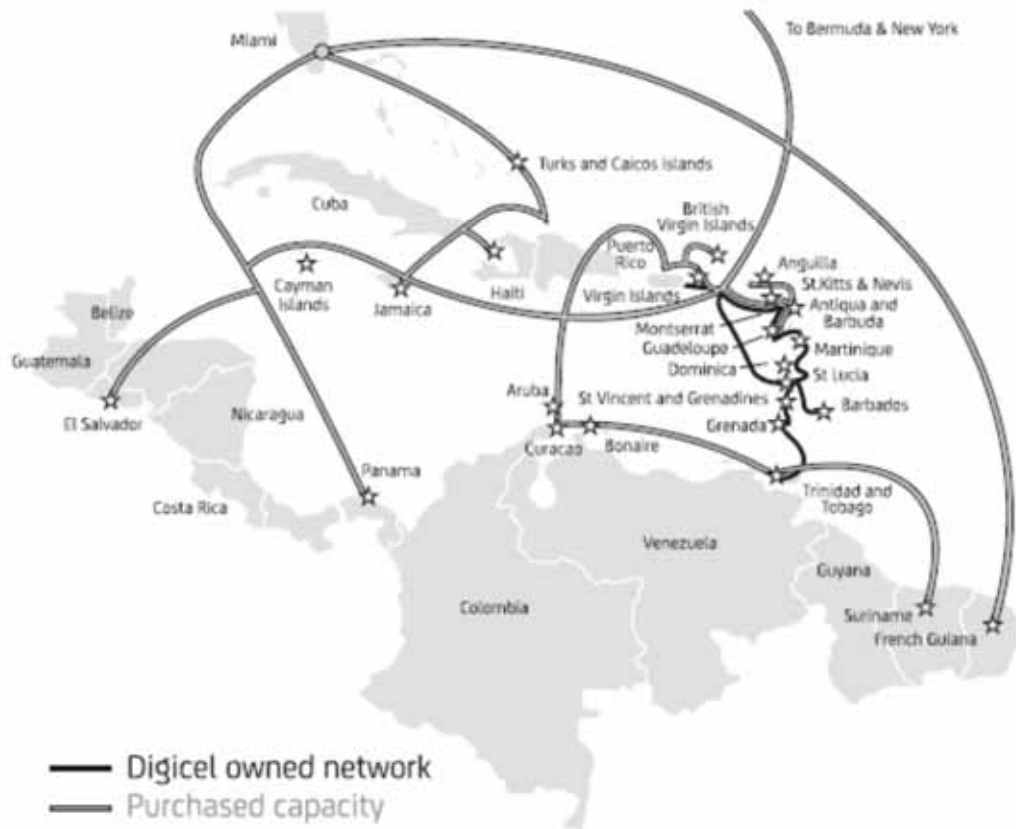 To Bermuda & New York
Miami
Turks and Caicos Islands
Cuba
British
Virgin Islands
Puerto
Rico
Anguilla
St.Kitts & Nevis
Cayman
Islands
Jamaica
Haiti
Virgin Islands
Antigua and
Barbuda
Montserrat
Belize
Guadeloupe
Martinique
Guatemala
Dominica
St Lucia
Aruba
St Vincent and Grenadines
Barbados
El Salvador
Nicaragua
Grenada
Curacao
Bonaire
Panama
Trinidad and
Tobago
Costa Rica
Venezuela
Guyana
Colombia
Suriname
French Guiana
Digicel owned network
Purchased capacity